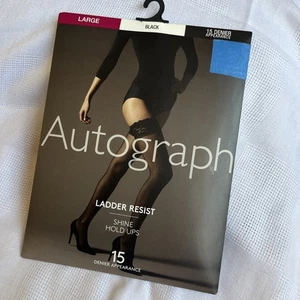 LARGE
BLACK
15 DENIER
APPEARANCE
Autograph
LADDER RESIST
SHINE
HOLD UPS
15
DENIER APPEARANCE